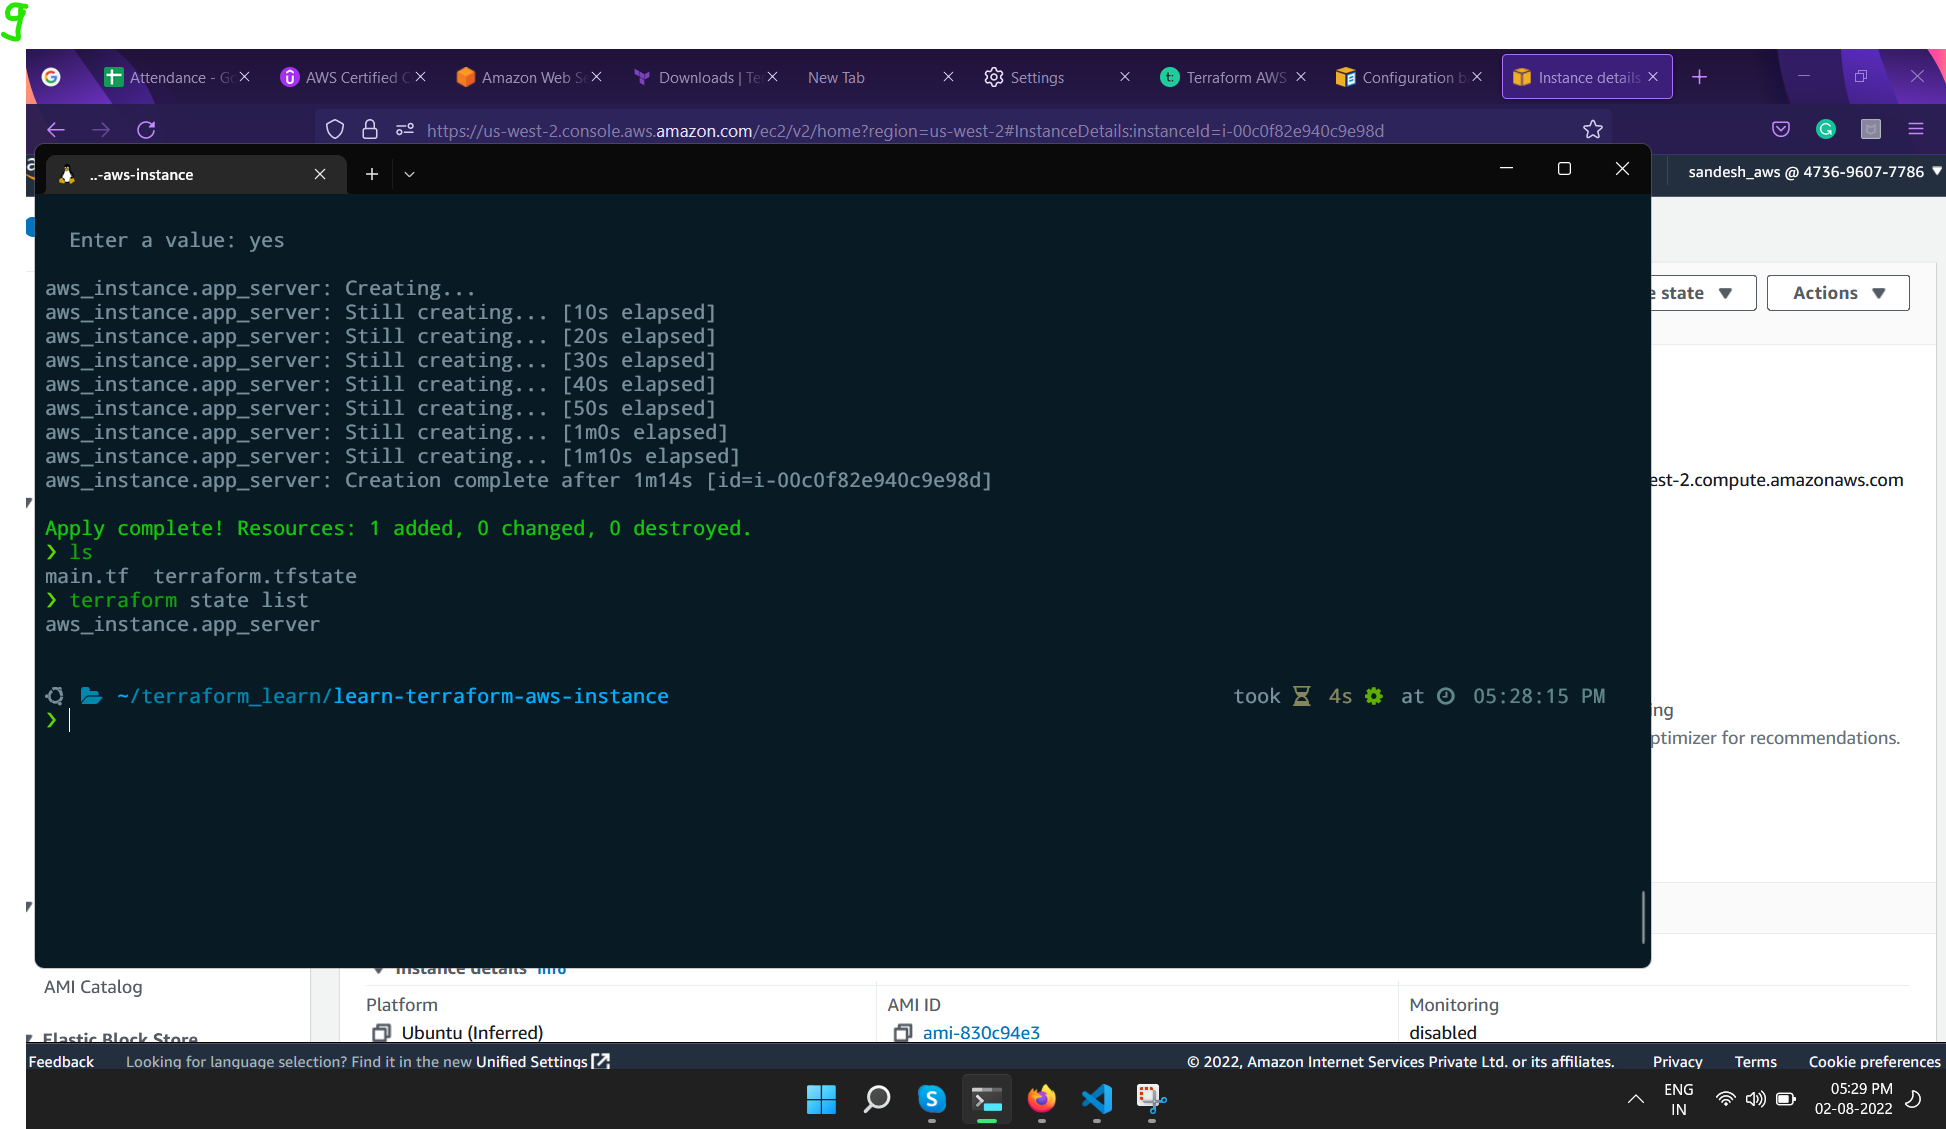 9
Attendance - Go
AWS Certified C
Amazon Web Se
Downloads | Te
New Tab
Settings
Terraform AWS
Configuration b
Instance details
https://us-west-2.console.aws.amazon.com/ec2/v2/home?region=us-west-2#InstanceDetails:instanceId=i-00c0f82e940c9e98d
..-aws-instance
sandesh_aws @ 4736-9607-7786
Enter a value: yes
e state
Actions
aws_instance.app_server: Creating...
aws_instance.app_server: Still creating... [10s elapsed]
aws_instance.app_server: Still creating... [20s elapsed]
aws_instance.app_server: Still creating... [30s elapsed]
aws_instance.app_server: Still creating... [40s elapsed]
aws_instance.app_server: Still creating... [50s elapsed]
aws_instance.app_server: Still creating... [1m0s elapsed]
aws_instance.app_server: Still creating... [1m10s elapsed]
aws_instance.app_server: Creation complete after 1m14s [id=i-00c0f82e940c9e98d]
est-2.compute.amazonaws.com
Apply complete! Resources: 1 added, 0 changed, 0 destroyed.
❯ ls
main.tf  terraform.tfstate
❯ terraform state list
aws_instance.app_server
~/terraform_learn/learn-terraform-aws-instance
took 4s at 05:28:15 PM
❯
ing
ptimizer for recommendations.
Instance details Info
AMI Catalog
Platform
AMI ID
Monitoring
Ubuntu (Inferred)
ami-830c94e3
disabled
Elastic Block Store
Feedback
Looking for language selection? Find it in the new Unified Settings
© 2022, Amazon Internet Services Private Ltd. or its affiliates.
Privacy
Terms
Cookie preferences
ENG
IN
05:29 PM
02-08-2022